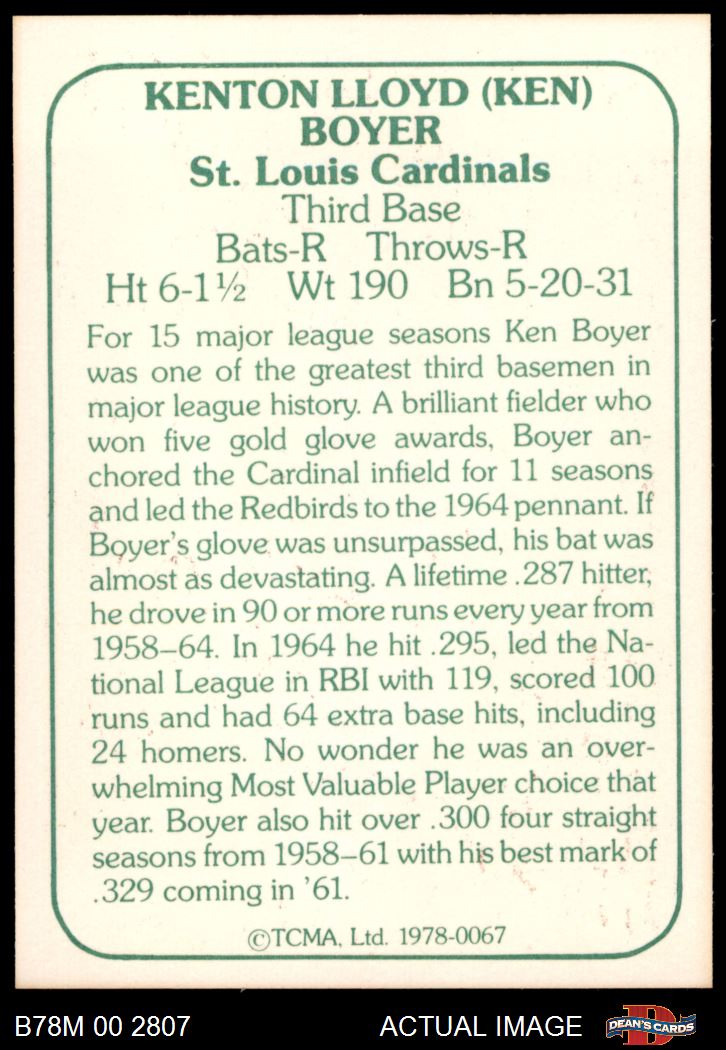 KENTON LLOYD (KEN)
BOYER
St. Louis Cardinals
Third Base
Bats-R Throws-R
Ht 6-1½ Wt 190 Bn 5-20-31
For 15 major league seasons Ken Boyer
was one of the greatest third basemen in
major league history. A brilliant fielder who
won five gold glove awards, Boyer an-
chored the Cardinal infield for 11 seasons
and led the Redbirds to the 1964 pennant. If
Boyer's glove was unsurpassed, his bat was
almost as devastating. A lifetime .287 hitter,
he drove in 90 or more runs every year from
1958–64. In 1964 he hit .295, led the Na-
tional League in RBI with 119, scored 100
runs and had 64 extra base hits, including
24 homers. No wonder he was an over-
whelming Most Valuable Player choice that
year. Boyer also hit over .300 four straight
seasons from 1958–61 with his best mark of
.329 coming in '61.
©TCMA, Ltd. 1978-0067
B78M 00 2807 ACTUAL IMAGE DEAN'S CARDS